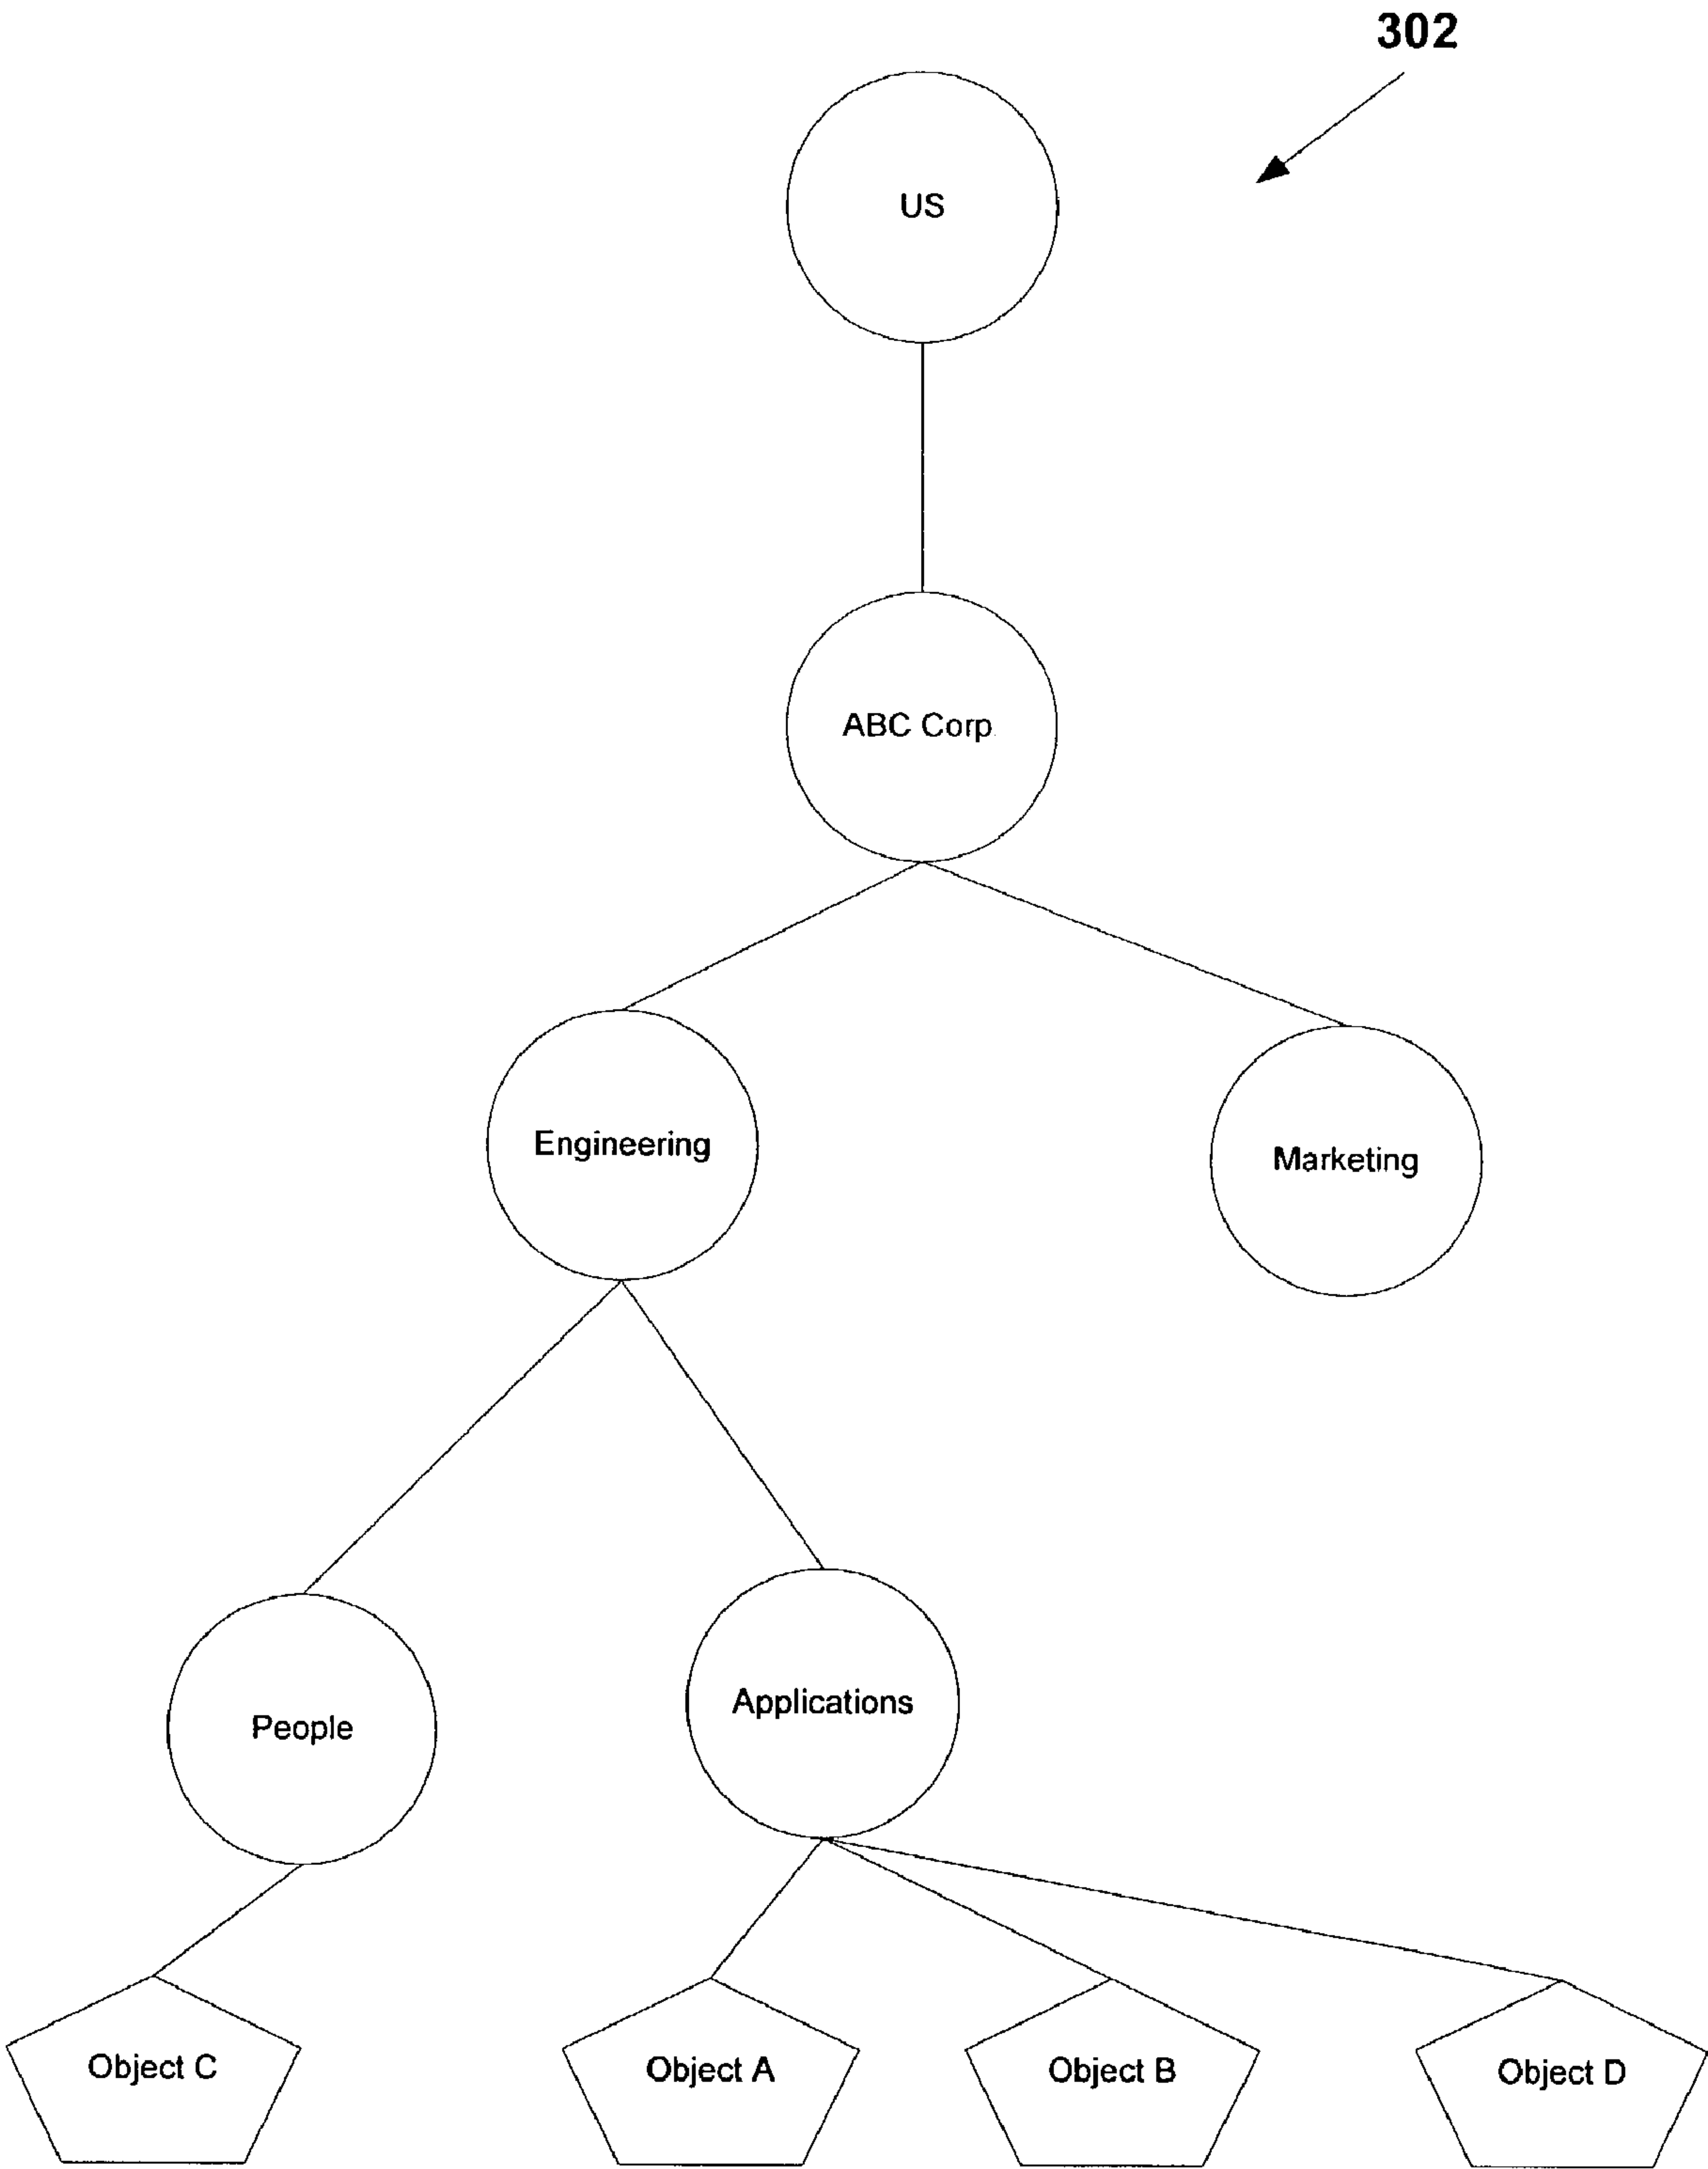 302
US
ABC Corp
Engineering
Marketing
People
Applications
Object C
Object A
Object B
Object D